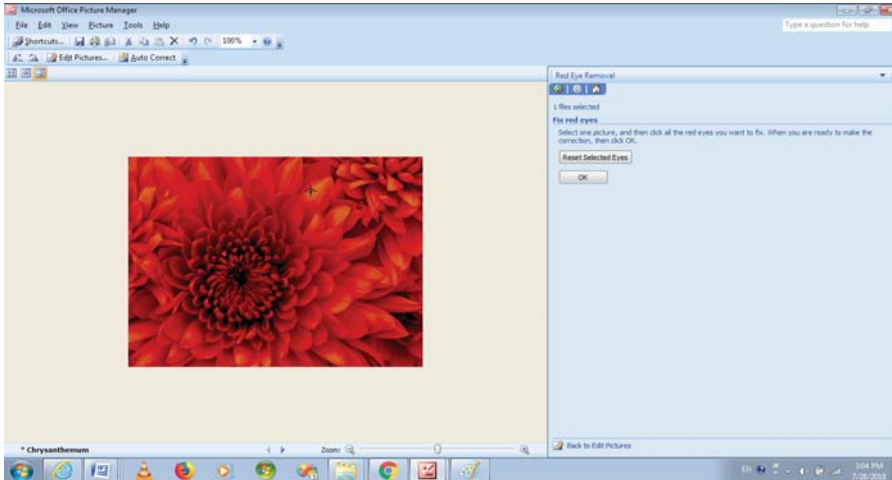 Microsoft Office Picture Manager
File Edit View Picture Tools Help
Type a question for help
Shortcuts... 100%
Edit Pictures... Auto Correct
Red Eye Removal
1 files selected
Fix red eyes
Select one picture, and then click all the red eyes you want to fix. When you are ready to make the
correction, then click OK.
Reset Selected Eyes
OK
Back to Edit Pictures
* Chrysanthemum Zoom:
EN 3:04 PM
7/28/2018